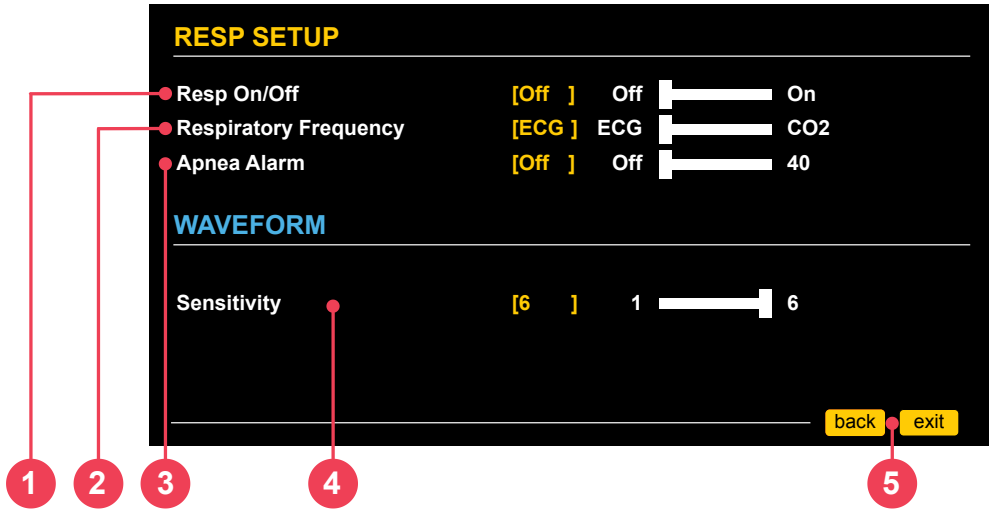 RESP SETUP
Resp On/Off [Off ] Off On
Respiratory Frequency [ECG ] ECG CO2
Apnea Alarm [Off ] Off 40
WAVEFORM
Sensitivity [6 ] 1 6
back exit
1 2 3 4 5